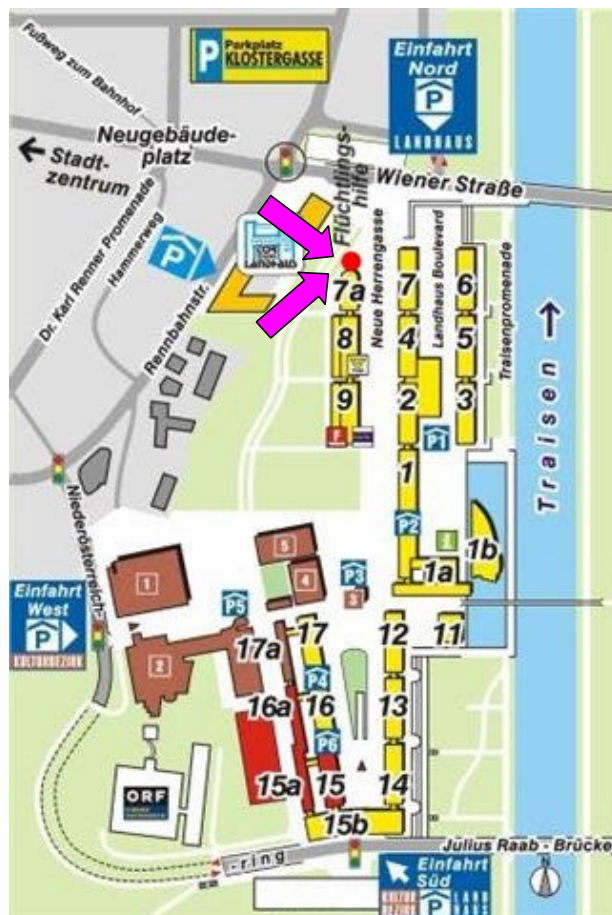 Fußweg zum Bahnhof
P
Parkplatz
KLOSTERGASSE
Einfahrt
Nord
P
LANDHAUS
Neugebäude-
platz
Stadt-
zentrum
Wiener Straße
Flüchtlings-
hilfe
Dr. Karl Renner Promenade
Hammerweg
P
Rennbahnstr.
Neue Herrengasse
Landhaus Boulevard
Traisenpromenade
Traisen
7a
7
6
8
4
5
9
2
3
P1
1
P2
1a
1b
Niederösterreich-
1
5
4
P3
3
P5
Einfahrt
West
P
KULTURBEZIRK
2
17a
17
12
11
P4
16a
16
13
P6
15a
15
14
ORF
15b
-ring
Julius Raab - Brücke
Einfahrt
Süd
P
N